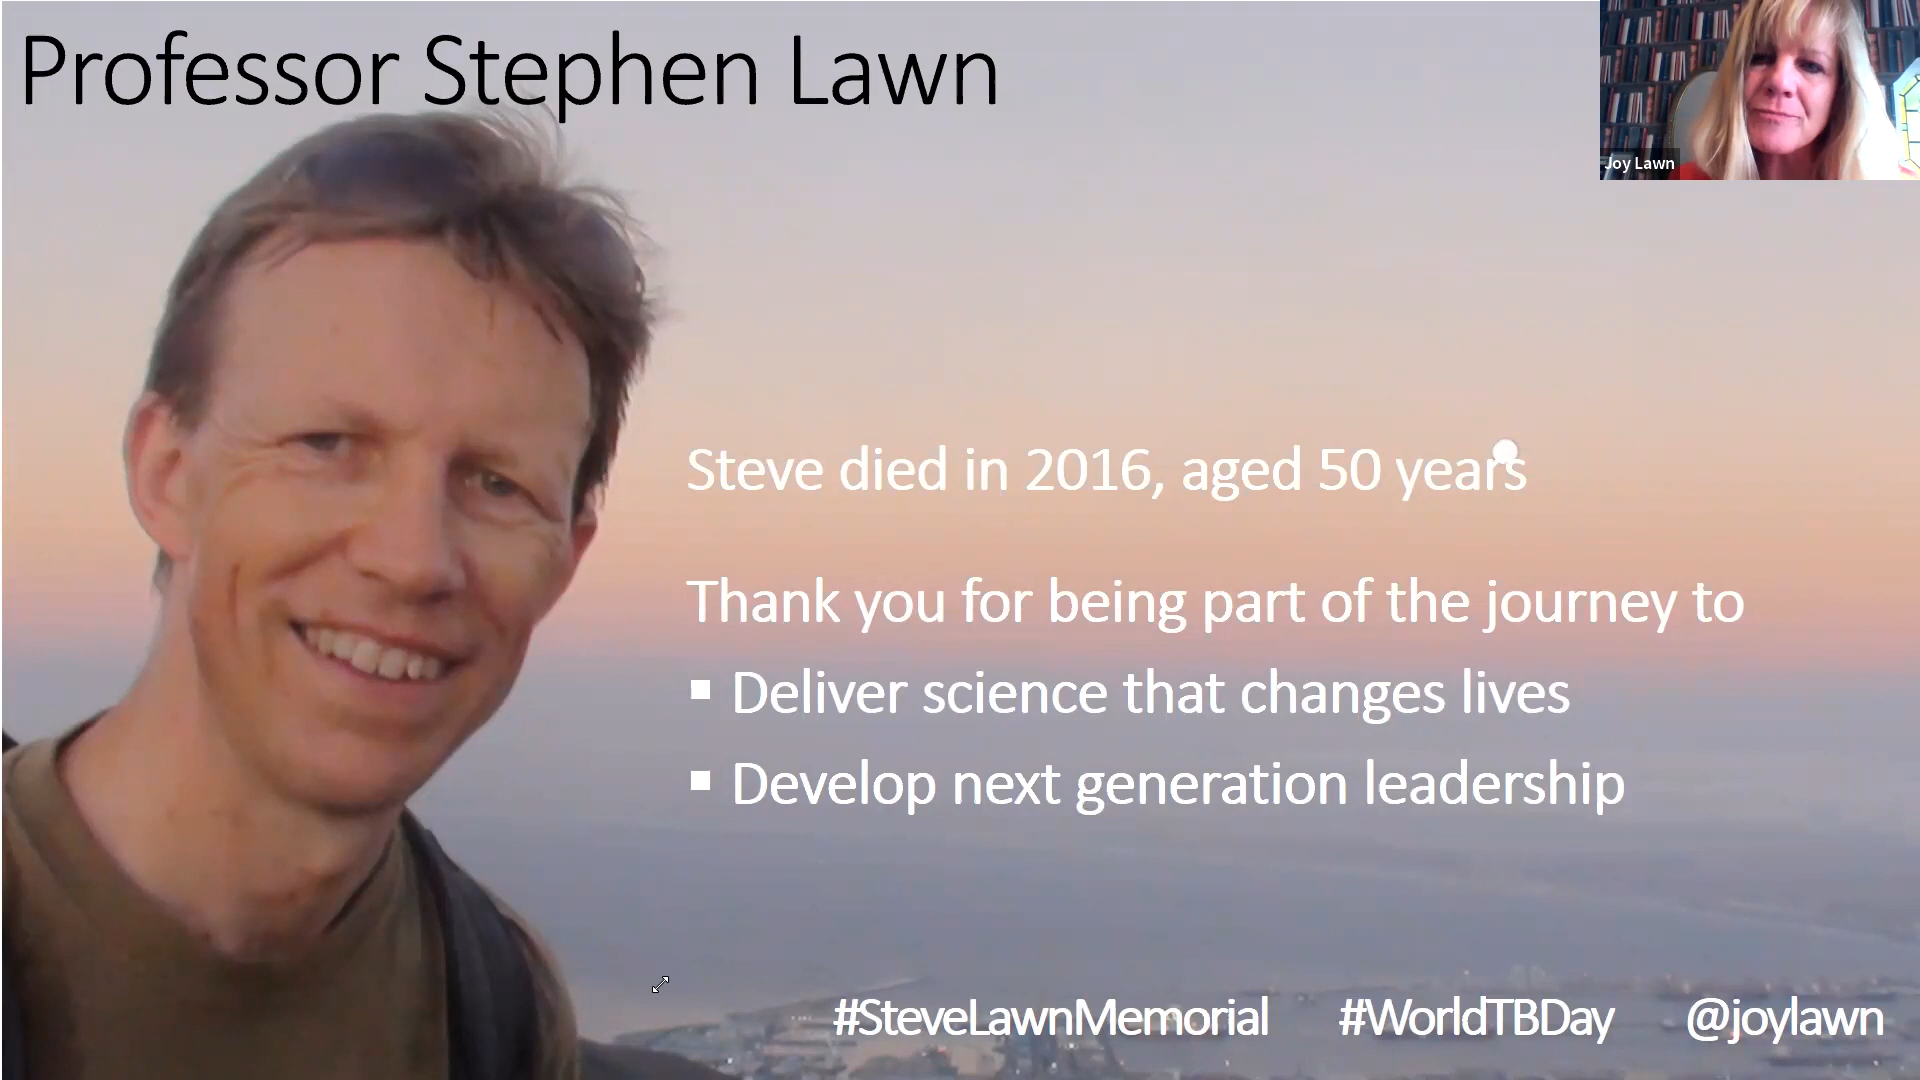 Professor Stephen Lawn
Joy Lawn
Steve died in 2016, aged 50 years
Thank you for being part of the journey to
▪ Deliver science that changes lives
▪ Develop next generation leadership
#SteveLawnMemorial #WorldTBDay @joylawn